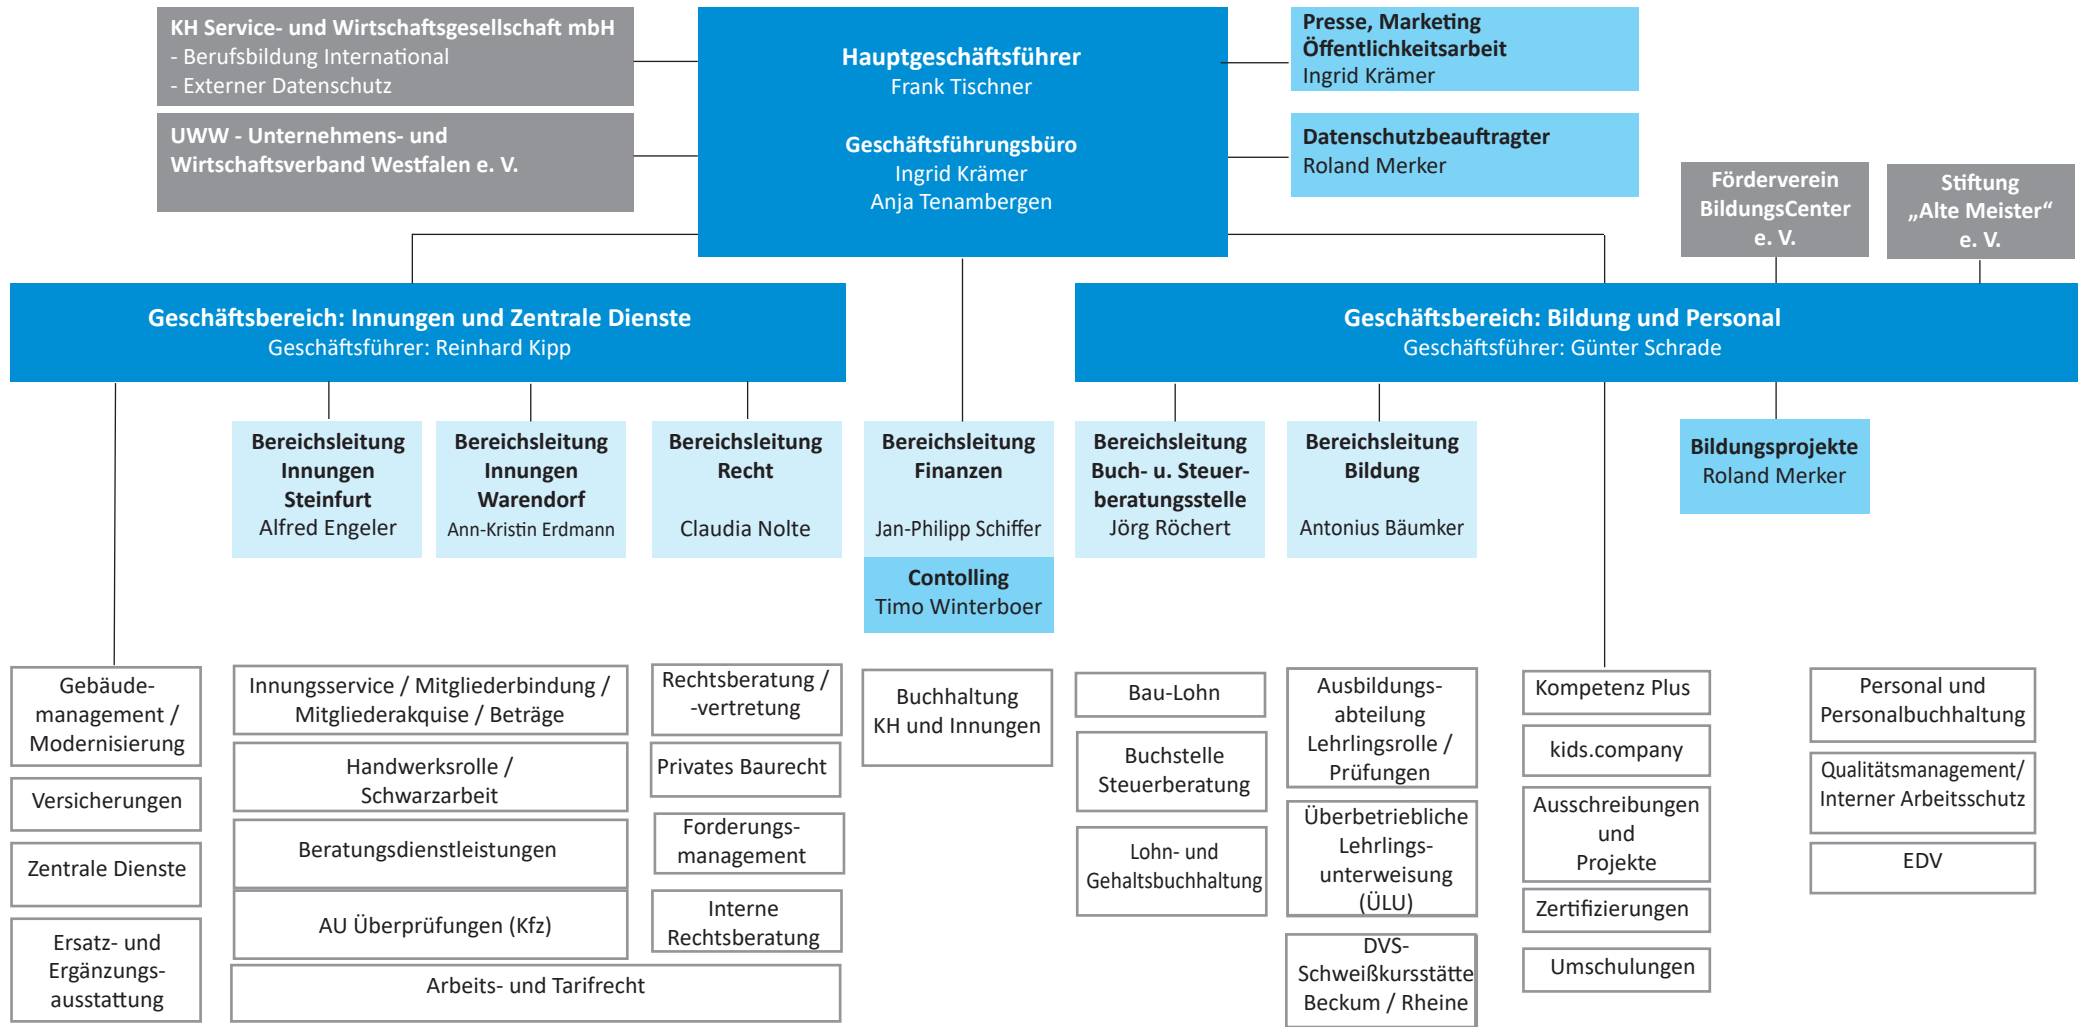 KH Service- und Wirtschaftsgesellschaft mbH
- Berufsbildung International
- Externer Datenschutz
UWW - Unternehmens- und
Wirtschaftsverband Westfalen e. V.
Hauptgeschäftsführer
Frank Tischner
Geschäftsführungsbüro
Ingrid Krämer
Anja Tenambergen
Presse, Marketing
Öffentlichkeitsarbeit
Ingrid Krämer
Datenschutzbeauftragter
Roland Merker
Förderverein
BildungsCenter
e. V.
Stiftung
„Alte Meister“
e. V.
Geschäftsbereich: Innungen und Zentrale Dienste
Geschäftsführer: Reinhard Kipp
Geschäftsbereich: Bildung und Personal
Geschäftsführer: Günter Schrade
Bereichsleitung
Innungen
Steinfurt
Alfred Engeler
Bereichsleitung
Innungen
Warendorf
Ann-Kristin Erdmann
Bereichsleitung
Recht
Claudia Nolte
Bereichsleitung
Finanzen
Jan-Philipp Schiffer
Contolling
Timo Winterboer
Bereichsleitung
Buch- u. Steuer-
beratungsstelle
Jörg Röchert
Bereichsleitung
Bildung
Antonius Bäumker
Bildungsprojekte
Roland Merker
Gebäude-
management /
Modernisierung
Versicherungen
Zentrale Dienste
Ersatz- und
Ergänzungs-
ausstattung
Innungsservice / Mitgliederbindung /
Mitgliederakquise / Beträge
Handwerksrolle /
Schwarzarbeit
Beratungsdienstleistungen
AU Überprüfungen (Kfz)
Arbeits- und Tarifrecht
Rechtsberatung /
-vertretung
Privates Baurecht
Forderungs-
management
Interne
Rechtsberatung
Buchhaltung
KH und Innungen
Bau-Lohn
Buchstelle
Steuerberatung
Lohn- und
Gehaltsbuchhaltung
Ausbildungs-
abteilung
Lehrlingsrolle /
Prüfungen
Überbetriebliche
Lehrlings-
unterweisung
(ÜLU)
DVS-
Schweißkursstätte
Beckum / Rheine
Kompetenz Plus
kids.company
Ausschreibungen
und
Projekte
Zertifizierungen
Umschulungen
Personal und
Personalbuchhaltung
Qualitätsmanagement/
Interner Arbeitsschutz
EDV